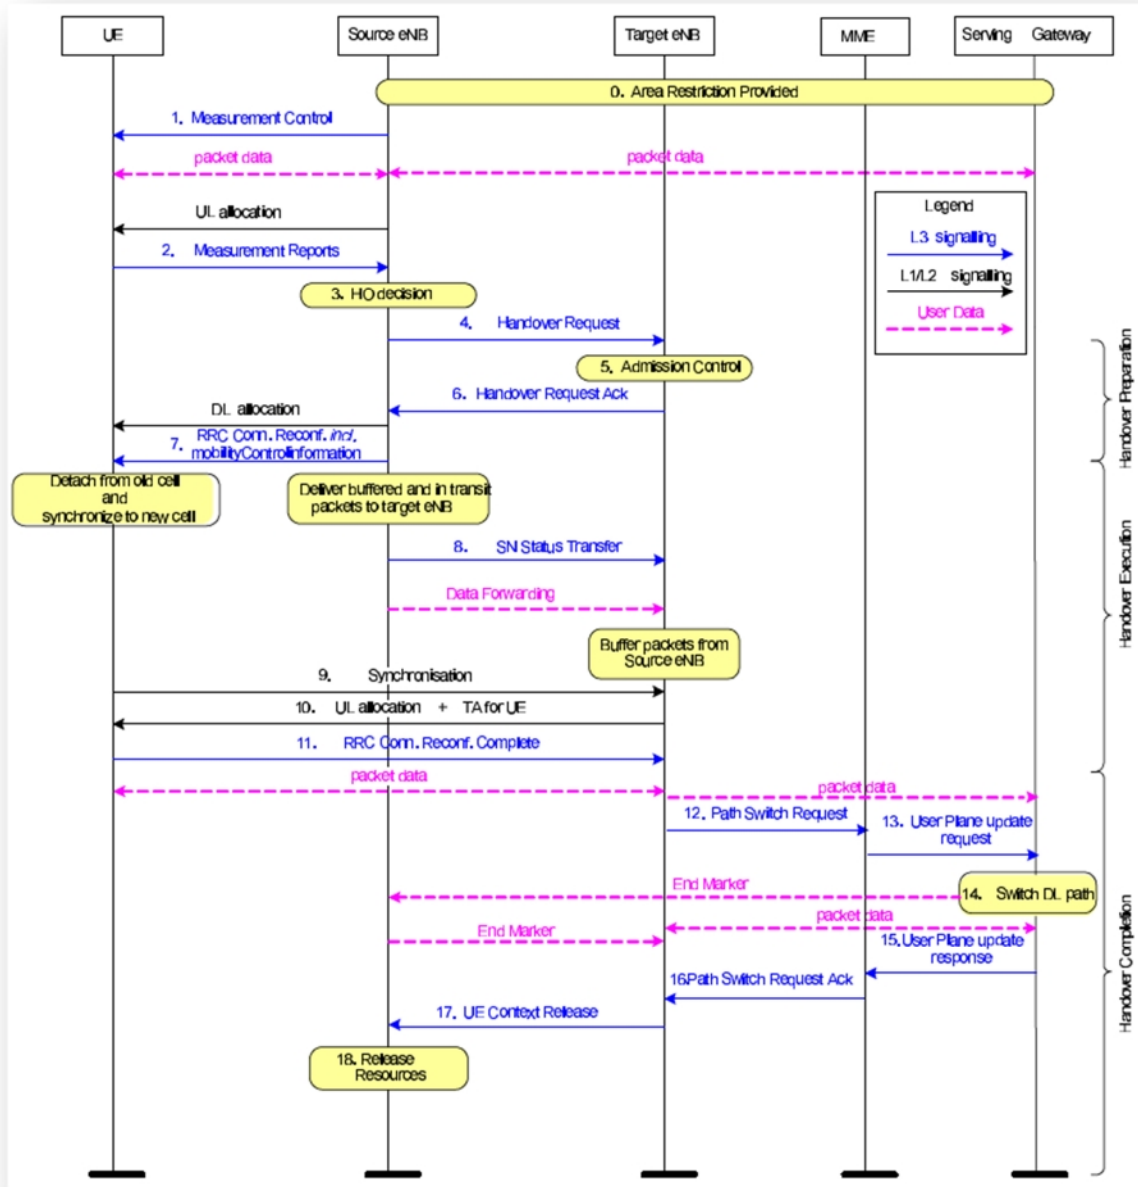 UE
Source eNB
Target eNB
MME
Serving Gateway
0. Area Restriction Provided
1. Measurement Control
packet data
packet data
Legend
L3 signalling
L1/L2 signalling
User Data
UL allocation
2. Measurement Reports
3. HO decision
4. Handover Request
5. Admission Control
6. Handover Request Ack
DL allocation
7. RRC Conn. Reconf. incl.
mobilityControlinformation
Handover Preparation
Detach from old cell
and
synchronize to new cell
Deliver buffered and in transit
packets to target eNB
8. SN Status Transfer
Data Forwarding
Buffer packets from
Source eNB
9. Synchronisation
10. UL allocation + TA for UE
11. RRC Conn. Reconf. Complete
Handover Execution
packet data
packet data
12. Path Switch Request
13. User Plane update
request
End Marker
14. Switch DL path
packet data
End Marker
15.User Plane update
response
16.Path Switch Request Ack
17. UE Context Release
18. Release
Resources
Handover Completion